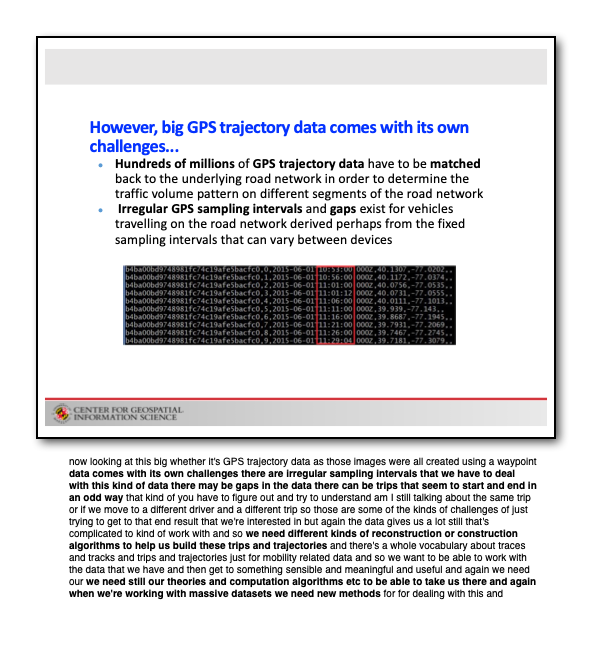 However, big GPS trajectory data comes with its own
challenges...
• Hundreds of millions of GPS trajectory data have to be matched
back to the underlying road network in order to determine the
traffic volume pattern on different segments of the road network
• Irregular GPS sampling intervals and gaps exist for vehicles
travelling on the road network derived perhaps from the fixed
sampling intervals that can vary between devices
b4ba00bd9748981fc74c19afe5bacfc0,0,2015-06-01T10:53:00.000Z,40.1307,-77.0202,,
b4ba00bd9748981fc74c19afe5bacfc0,1,2015-06-01T10:56:00.000Z,40.1172,-77.0374,,
b4ba00bd9748981fc74c19afe5bacfc0,2,2015-06-01T11:01:00.000Z,40.0756,-77.0535,,
b4ba00bd9748981fc74c19afe5bacfc0,3,2015-06-01T11:01:12.000Z,40.0731,-77.0555,,
b4ba00bd9748981fc74c19afe5bacfc0,4,2015-06-01T11:06:00.000Z,40.0111,-77.1013,,
b4ba00bd9748981fc74c19afe5bacfc0,5,2015-06-01T11:11:00.000Z,39.939,-77.143,,
b4ba00bd9748981fc74c19afe5bacfc0,6,2015-06-01T11:16:00.000Z,39.8687,-77.1945,,
b4ba00bd9748981fc74c19afe5bacfc0,7,2015-06-01T11:21:00.000Z,39.7931,-77.2069,,
b4ba00bd9748981fc74c19afe5bacfc0,8,2015-06-01T11:26:00.000Z,39.7467,-77.2745,,
b4ba00bd9748981fc74c19afe5bacfc0,9,2015-06-01T11:29:04.000Z,39.7181,-77.3079,,
CENTER FOR GEOSPATIAL
INFORMATION SCIENCE
now looking at this big whether it's GPS trajectory data as those images were all created using a waypoint
data comes with its own challenges there are irregular sampling intervals that we have to deal
with this kind of data there may be gaps in the data there can be trips that seem to start and end in
an odd way that kind of you have to figure out and try to understand am I still talking about the same trip
or if we move to a different driver and a different trip so those are some of the kinds of challenges of just
trying to get to that end result that we're interested in but again the data gives us a lot still that's
complicated to kind of work with and so we need different kinds of reconstruction or construction
algorithms to help us build these trips and trajectories and there's a whole vocabulary about traces
and tracks and trips and trajectories just for mobility related data and so we want to be able to work with
the data that we have and then get to something sensible and meaningful and useful and again we need
our we need still our theories and computation algorithms etc to be able to take us there and again
when we're working with massive datasets we need new methods for for dealing with this and